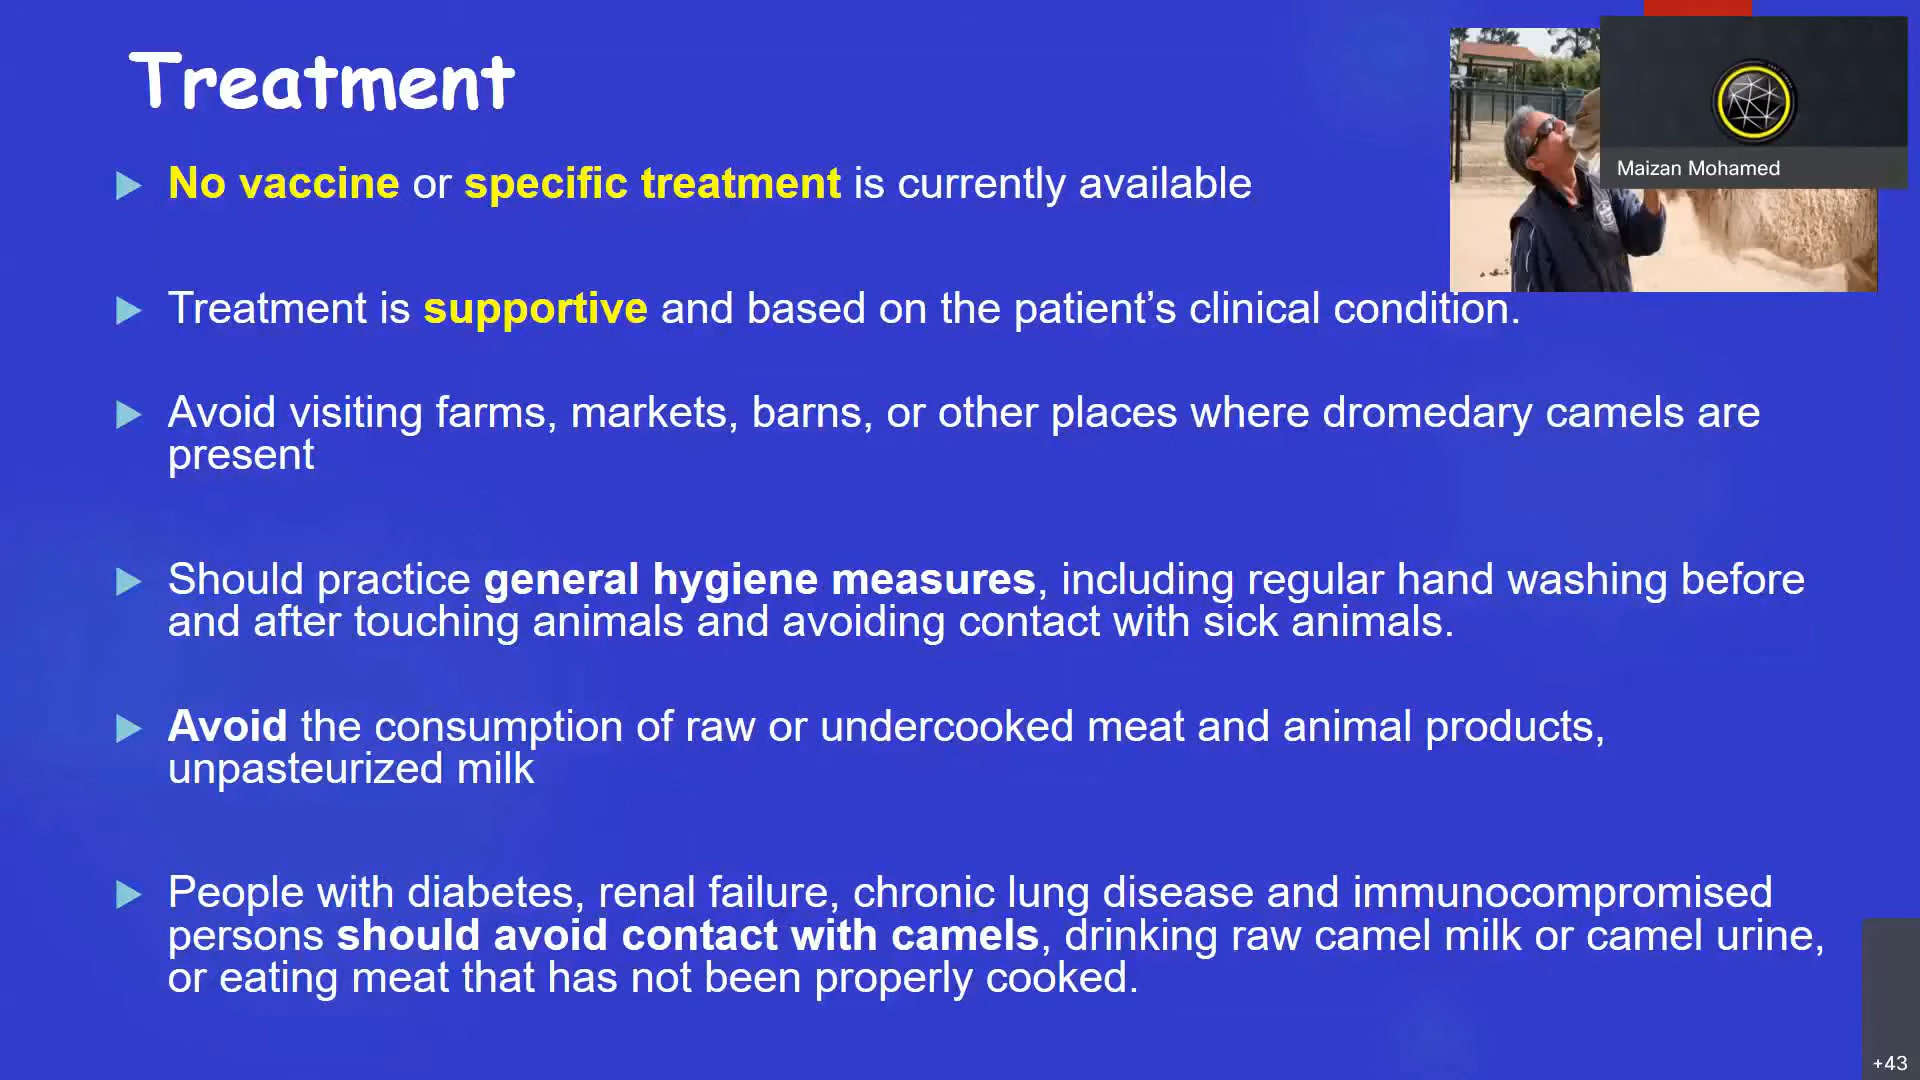 Treatment
Maizan Mohamed
No vaccine or specific treatment is currently available
Treatment is supportive and based on the patient’s clinical condition.
Avoid visiting farms, markets, barns, or other places where dromedary camels are
present
Should practice general hygiene measures, including regular hand washing before
and after touching animals and avoiding contact with sick animals.
Avoid the consumption of raw or undercooked meat and animal products,
unpasteurized milk
People with diabetes, renal failure, chronic lung disease and immunocompromised
persons should avoid contact with camels, drinking raw camel milk or camel urine,
or eating meat that has not been properly cooked.
+43